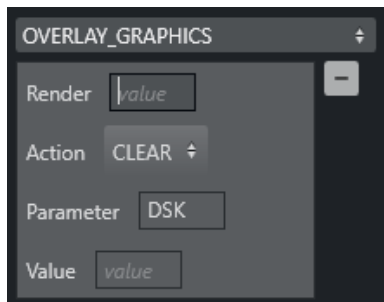 OVERLAY_GRAPHICS
Render value
Action CLEAR
Parameter DSK
Value value